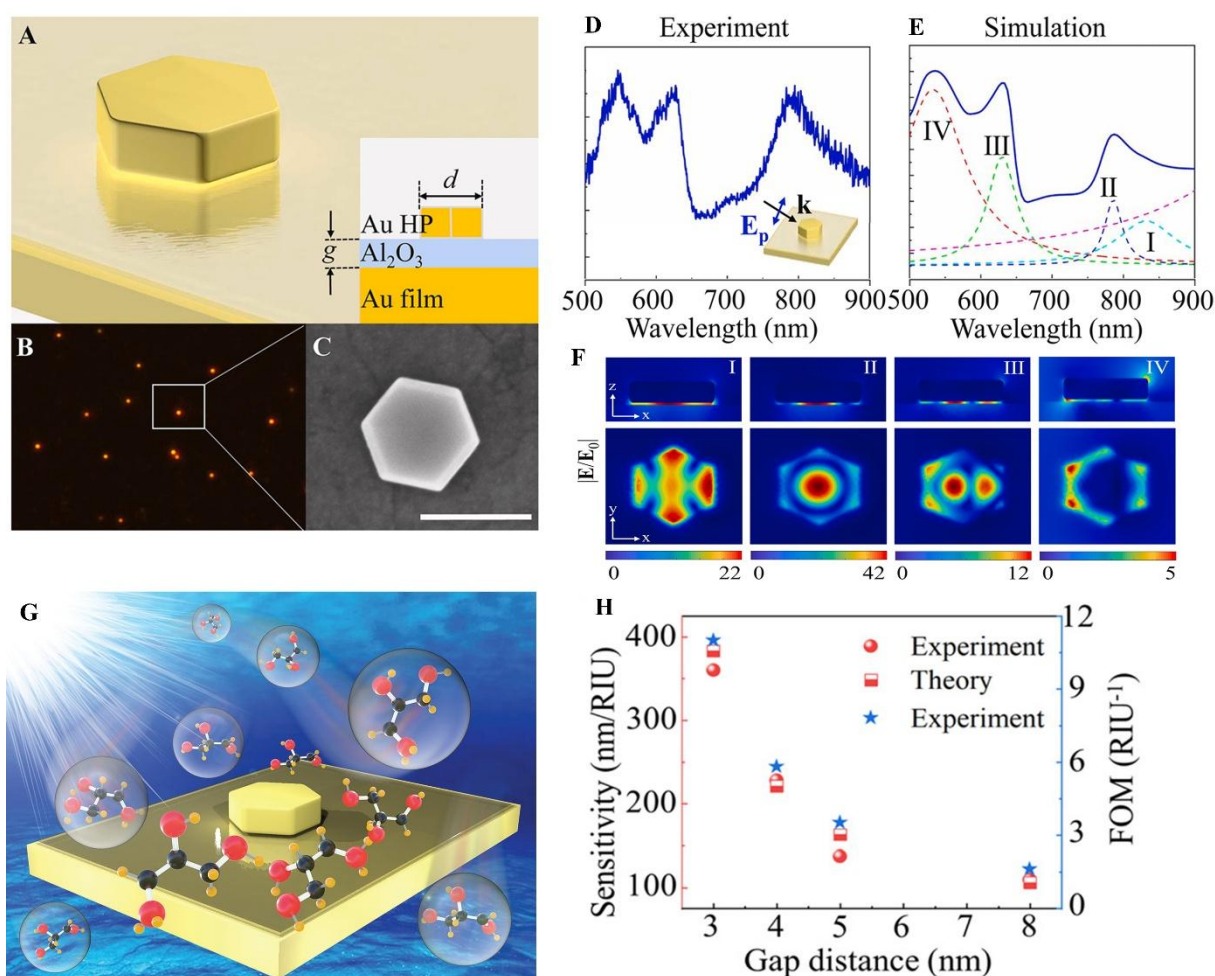 A
d
Au HP
g
Al₂O₃
Au film
B
C
D
Experiment
k
Eₚ
500 600 700 800 900
Wavelength (nm)
E
Simulation
IV
III
II
I
500 600 700 800 900
Wavelength (nm)
F
I
II
III
IV
z
x
|E/E₀|
y
x
0 22
0 42
0 12
0 5
G
H
Sensitivity (nm/RIU)
400
300
200
100
Experiment
Theory
Experiment
12
9
6
3
0
FOM (RIU⁻¹)
3 4 5 6 7 8
Gap distance (nm)